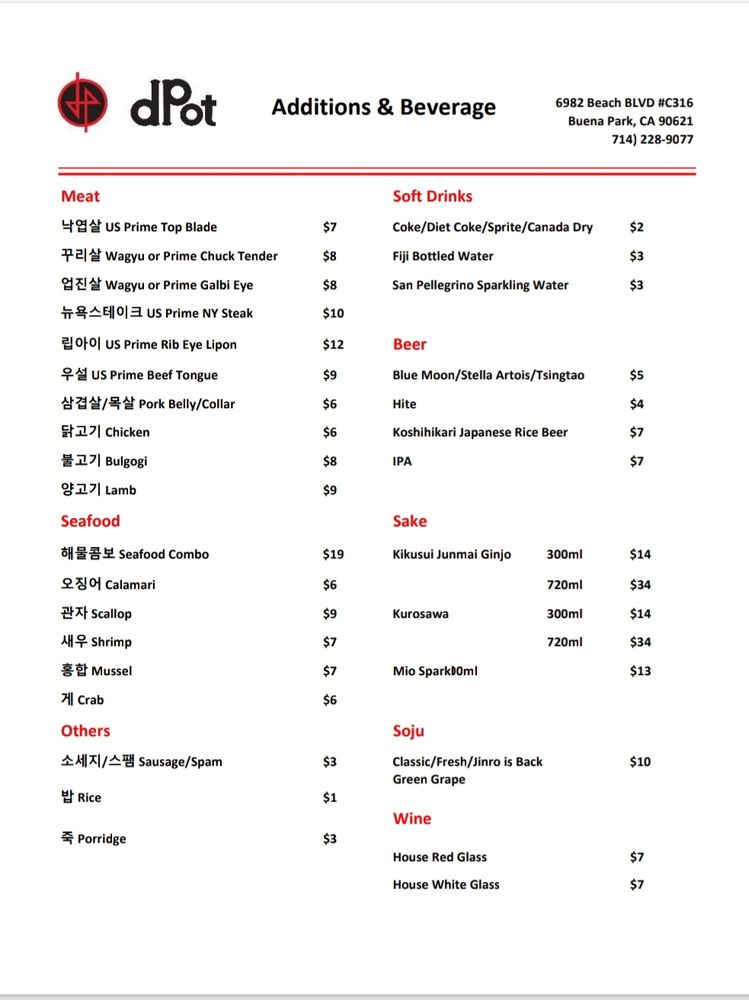 dPot
Additions & Beverage
6982 Beach BLVD #C316
Buena Park, CA 90621
714) 228-9077
Meat
낙엽살 US Prime Top Blade $7
꾸리살 Wagyu or Prime Chuck Tender $8
업진살 Wagyu or Prime Galbi Eye $8
뉴욕스테이크 US Prime NY Steak $10
립아이 US Prime Rib Eye Lipon $12
우설 US Prime Beef Tongue $9
삼겹살/목살 Pork Belly/Collar $6
닭고기 Chicken $6
불고기 Bulgogi $8
양고기 Lamb $9
Seafood
해물콤보 Seafood Combo $19
오징어 Calamari $6
관자 Scallop $9
새우 Shrimp $7
홍합 Mussel $7
게 Crab $6
Others
소세지/스팸 Sausage/Spam $3
밥 Rice $1
죽 Porridge $3
Soft Drinks
Coke/Diet Coke/Sprite/Canada Dry $2
Fiji Bottled Water $3
San Pellegrino Sparkling Water $3
Beer
Blue Moon/Stella Artois/Tsingtao $5
Hite $4
Koshihikari Japanese Rice Beer $7
IPA $7
Sake
Kikusui Junmai Ginjo 300ml $14
720ml $34
Kurosawa 300ml $14
720ml $34
Mio $13
Soju
Classic/Fresh/Jinro is Back $10
Green Grape
Wine
House Red Glass $7
House White Glass $7